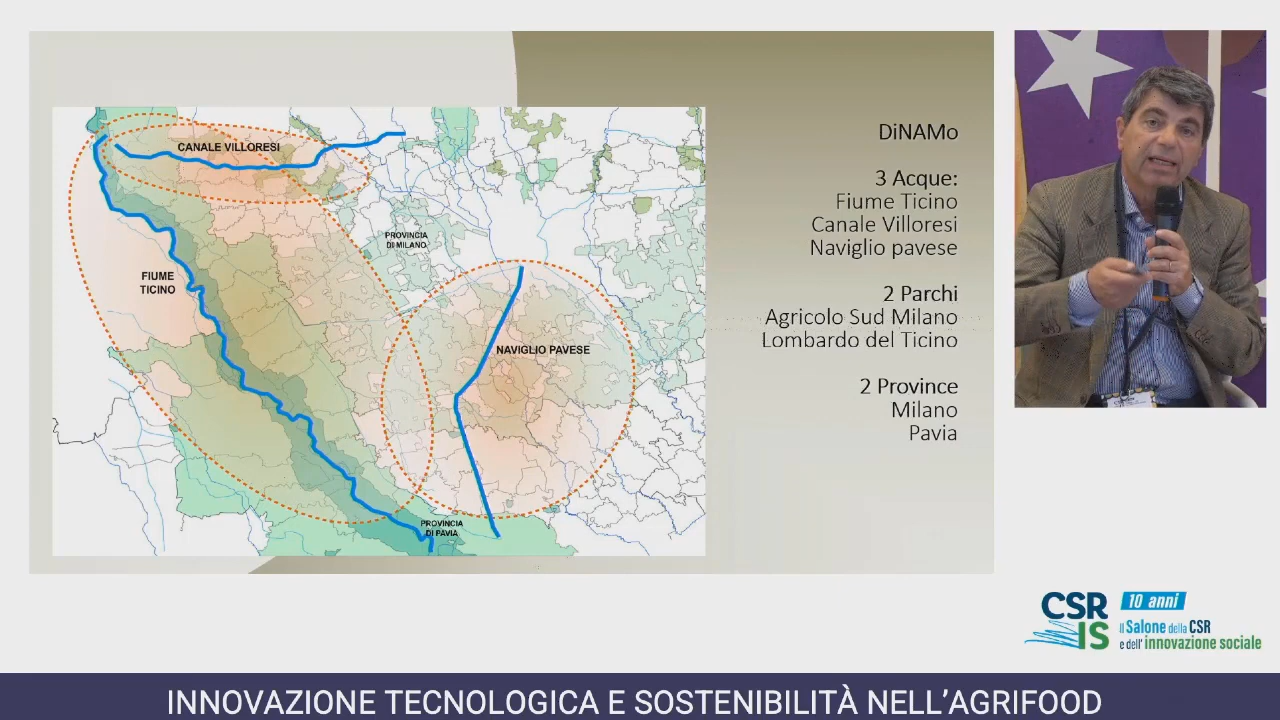 CANALE VILLORESI
PROVINCIA
DI MILANO
FIUME
TICINO
NAVIGLIO PAVESE
PROVINCIA
DI PAVIA
DiNAMo
3 Acque:
Fiume Ticino
Canale Villoresi
Naviglio pavese
2 Parchi
Agricolo Sud Milano
Lombardo del Ticino
2 Province
Milano
Pavia
CSR
IS
10 anni
Il Salone della CSR
e dell'innovazione sociale
INNOVAZIONE TECNOLOGICA E SOSTENIBILITÀ NELL’AGRIFOOD